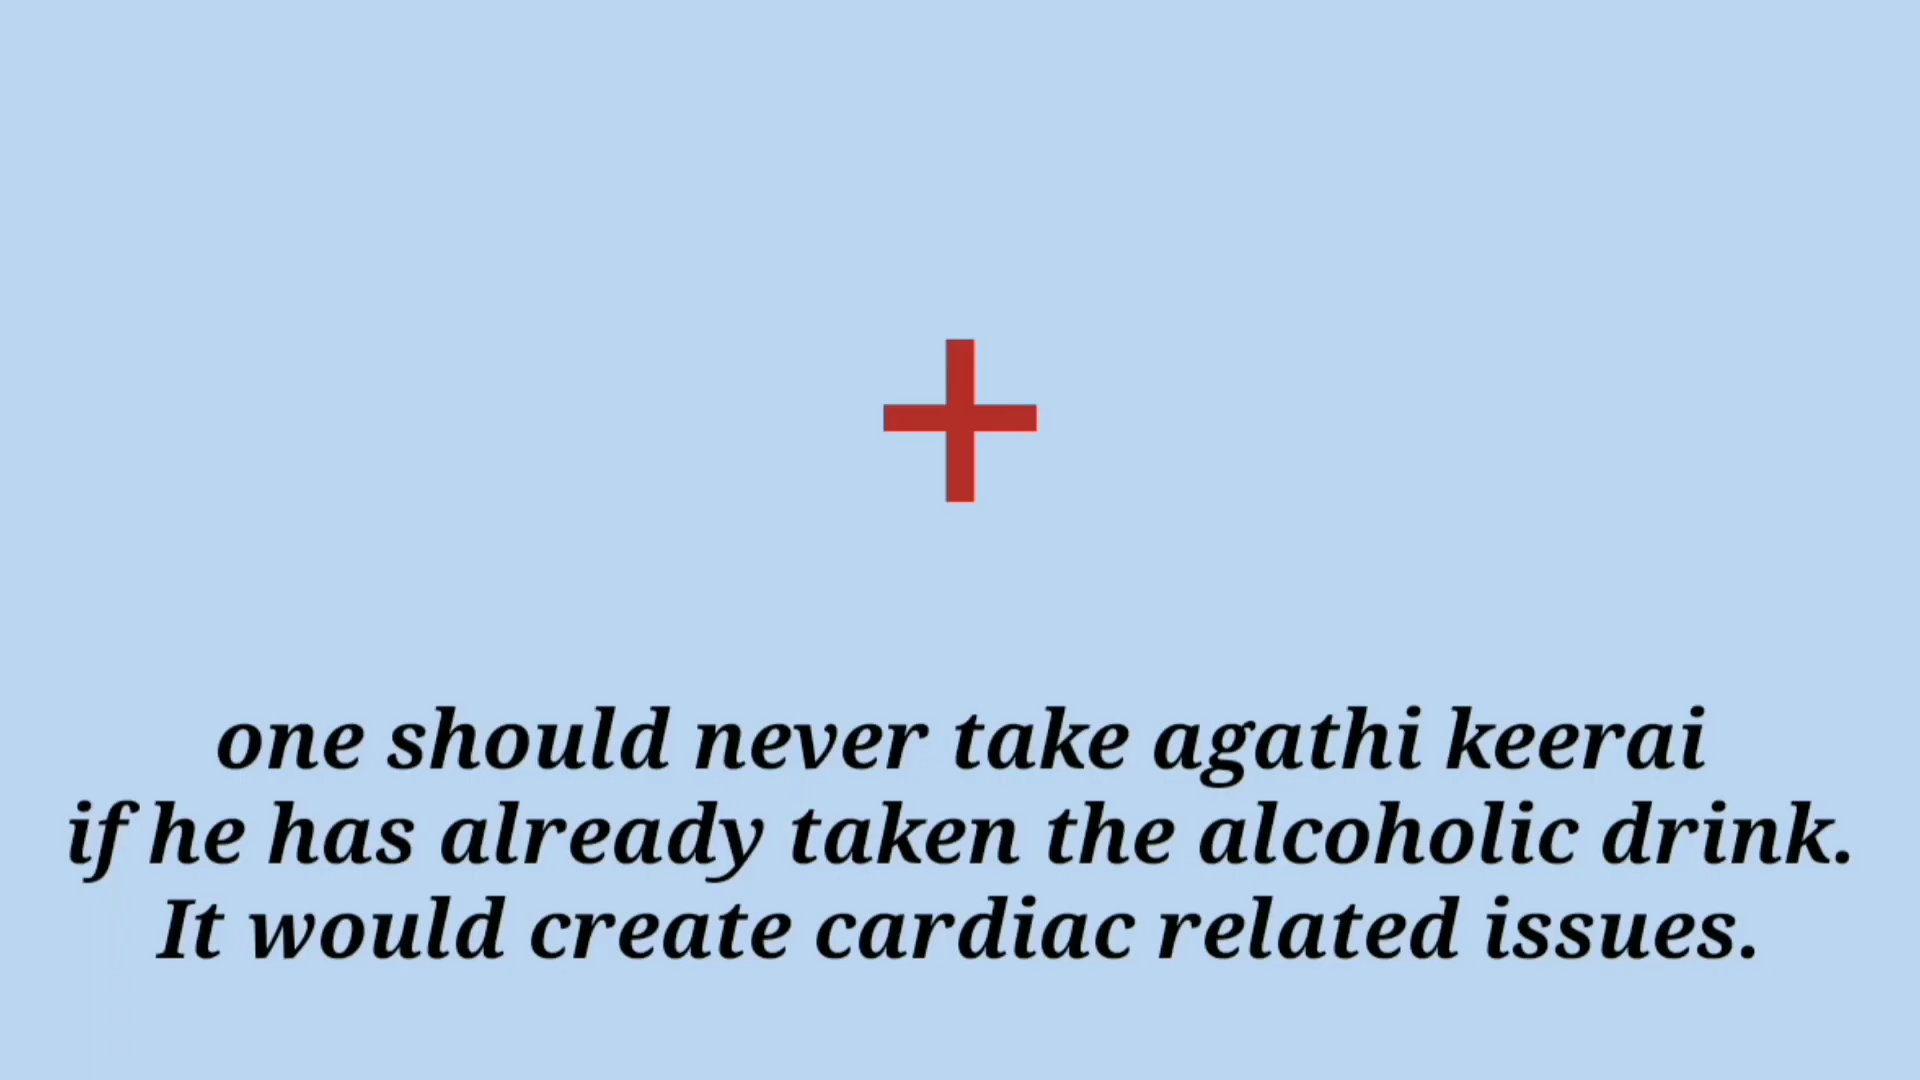 one should never take agathi keerai
if he has already taken the alcoholic drink.
It would create cardiac related issues.